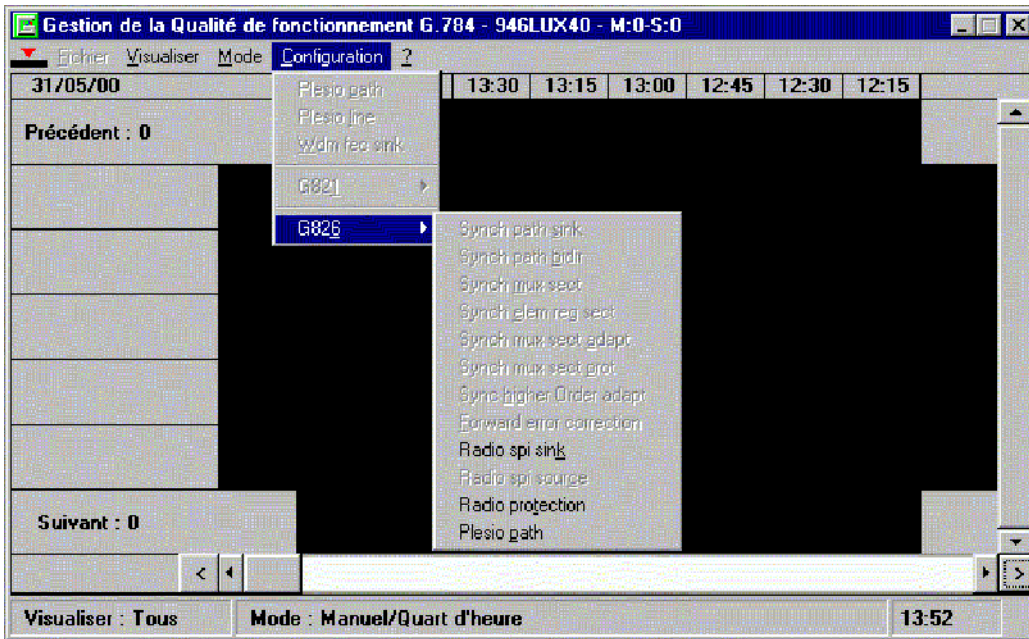 Gestion de la Qualité de fonctionnement G.784 - 946LUX40 - M:0-S:0
Fichier Visualiser Mode Configuration ?
31/05/00 13:30 13:15 13:00 12:45 12:30 12:15
Précédent : 0
Plesio path
Plesio line
Wdm fec sink
G821
G826
Synch path sink
Synch path bidir
Synch mux sect
Synch elem reg sect
Synch mux sect adapt
Synch mux sect prot
Sync higher Order adapt
Forward error correction
Radio spi sink
Radio spi source
Radio protection
Plesio path
Suivant : 0
Visualiser : Tous Mode : Manuel/Quart d'heure 13:52